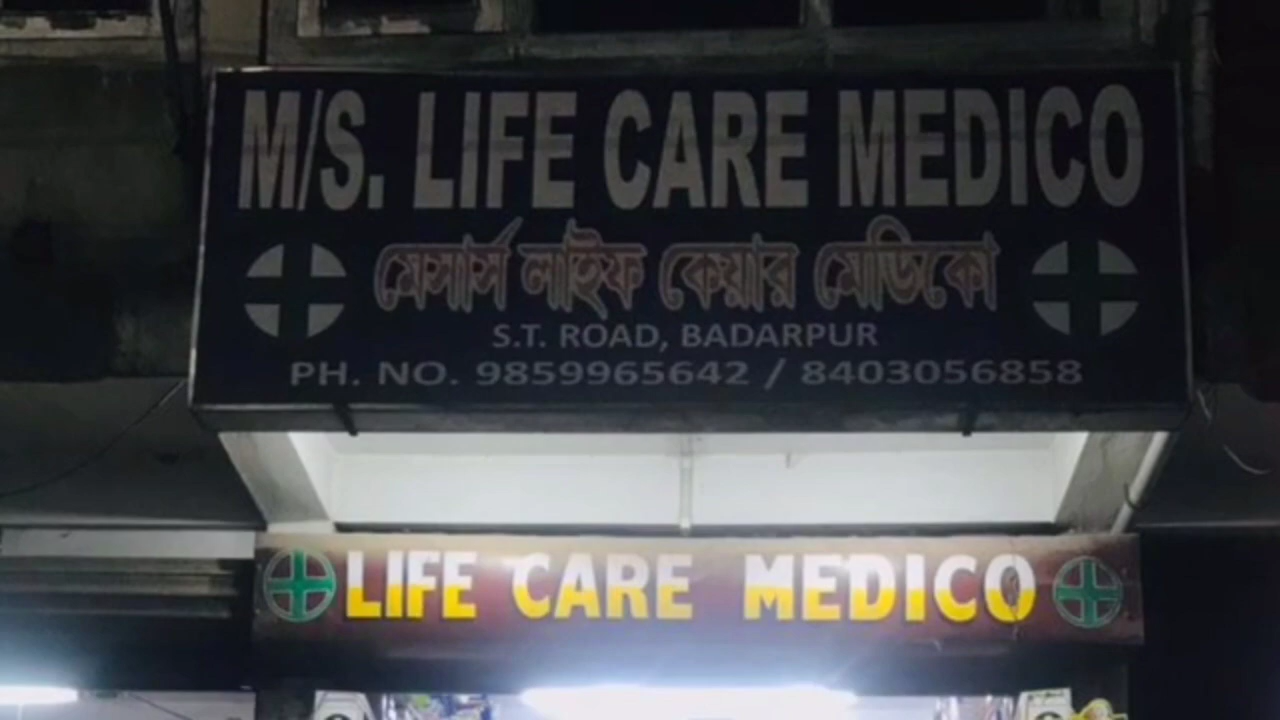 M/S. LIFE CARE MEDICO
মেসার্স লাইফ কেয়ার মেডিকো
S.T. ROAD, BADARPUR
PH. NO. 9859965642 / 8403056858
LIFE CARE MEDICO